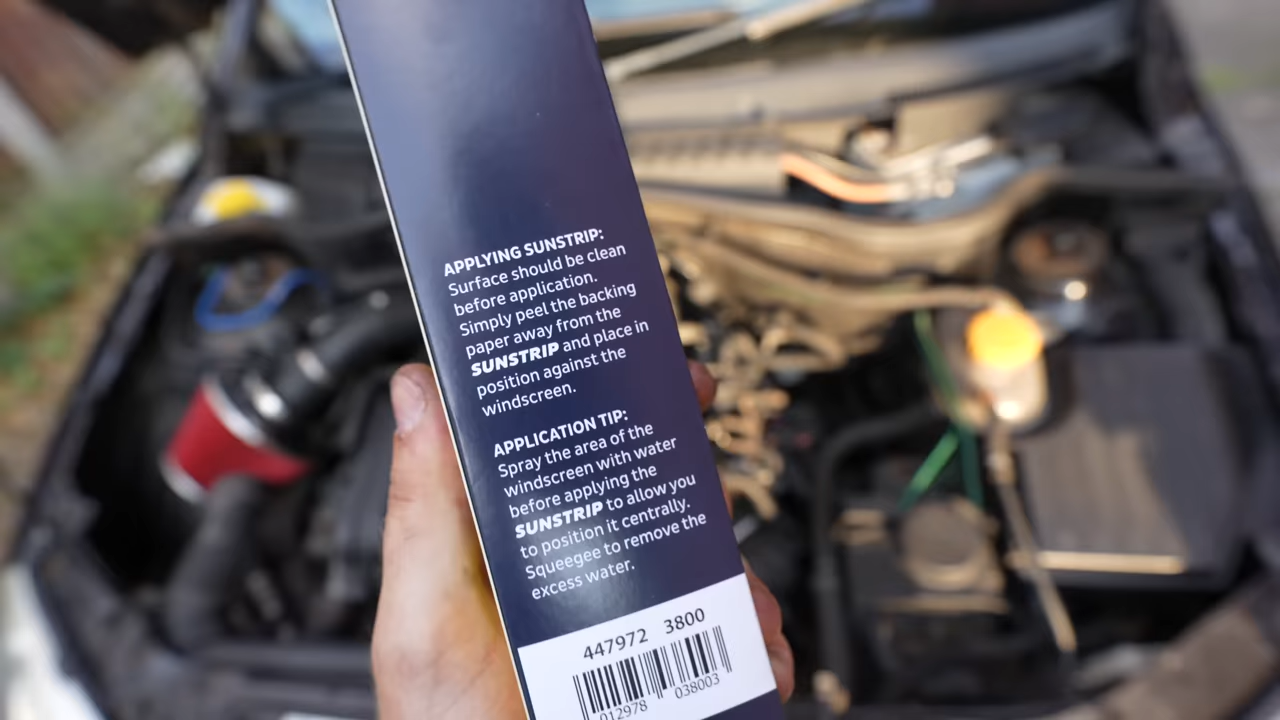 APPLYING SUNSTRIP:
Surface should be clean
before application.
Simply peel the backing
paper away from the
SUNSTRIP and place in
position against the
windscreen.
APPLICATION TIP:
Spray the area of the
windscreen with water
before applying the
SUNSTRIP to allow you
to position it centrally.
Squeegee to remove the
excess water.
447972 3800
012978 038003